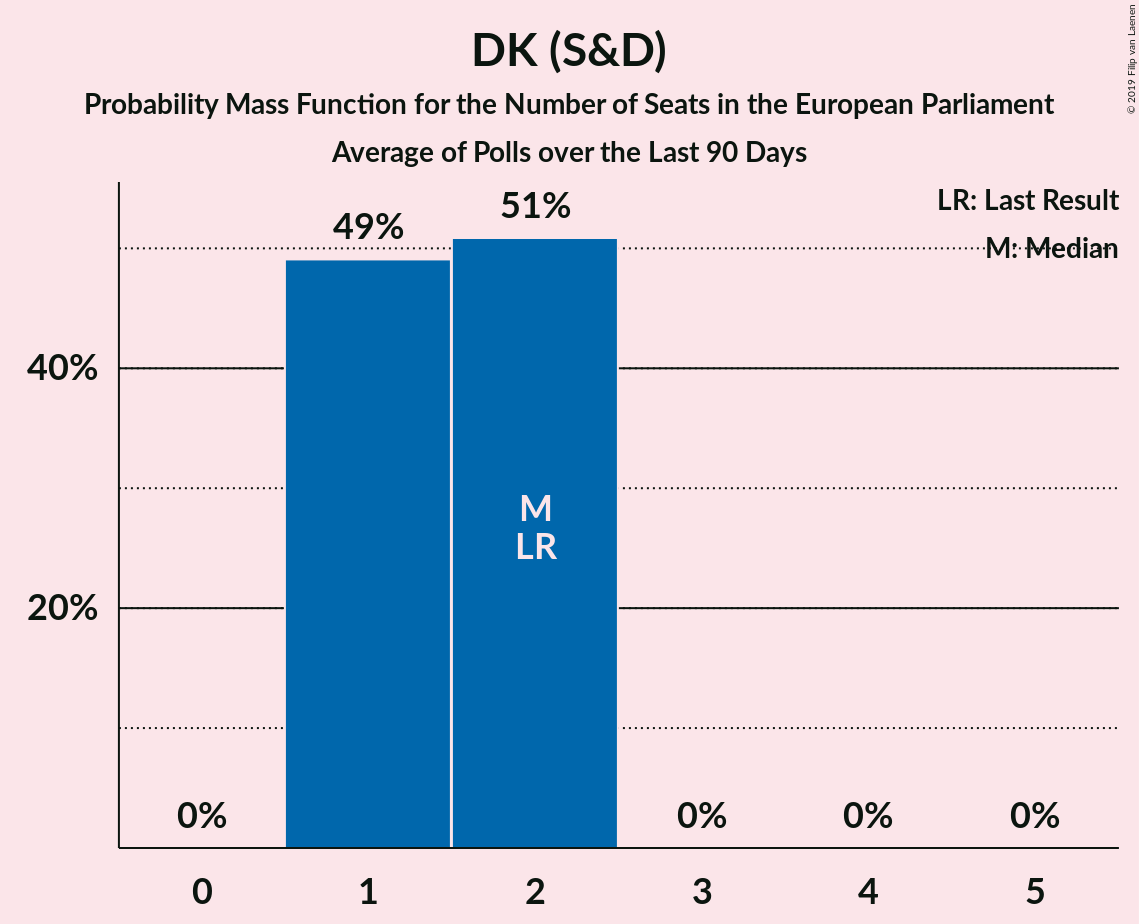 DK (S&D)
Probability Mass Function for the Number of Seats in the European Parliament
Average of Polls over the Last 90 Days
© 2019 Filip van Laenen
LR: Last Result
M: Median
49%
51%
40%
20%
M
LR
0%
0%
0%
0%
0
1
2
3
4
5